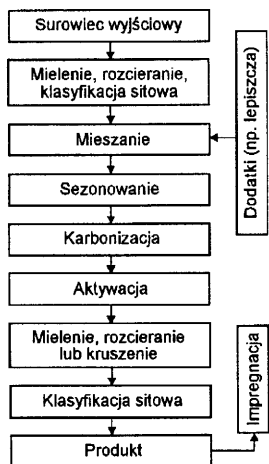 Surowiec wyjściowy
Mielenie, rozcieranie,
klasyfikacja sitowa
Mieszanie
Dodatki (np. lepiszcza)
Sezonowanie
Karbonizacja
Aktywacja
Mielenie, rozcieranie
lub kruszenie
Klasyfikacja sitowa
Impregnacja
Produkt